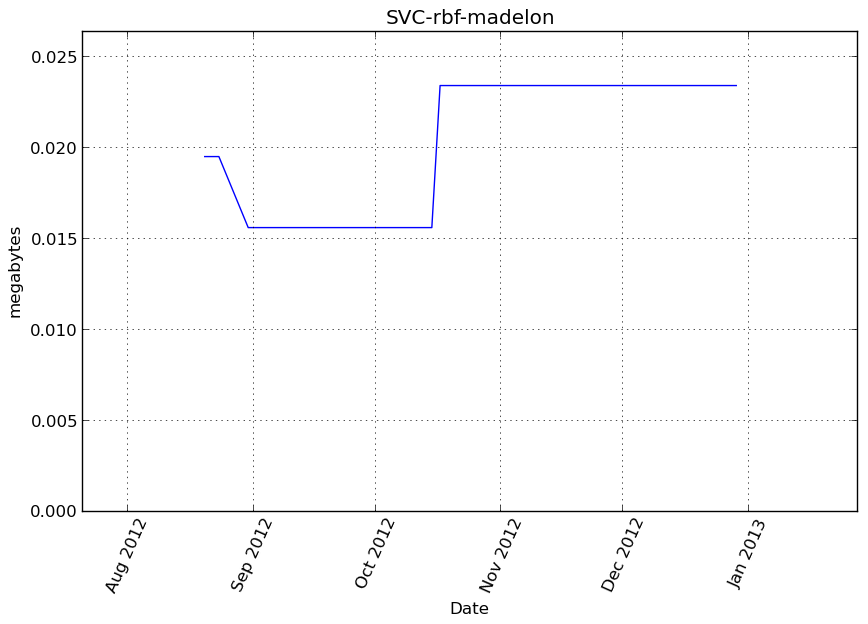 SVC-rbf-madelon
0.025
0.020
0.015
0.010
0.005
0.000
megabytes
Aug 2012
Sep 2012
Oct 2012
Nov 2012
Dec 2012
Jan 2013
Date